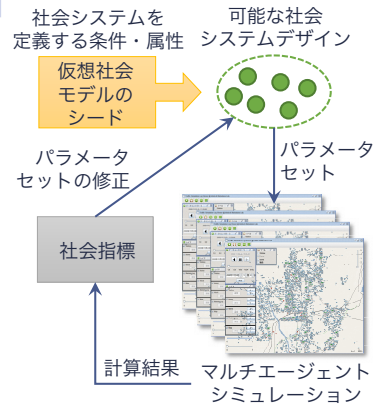 社会システムを
定義する条件・属性
可能な社会
システムデザイン
仮想社会
モデルの
シード
パラメータ
セットの修正
パラメータ
セット
社会指標
計算結果
マルチエージェント
シミュレーション